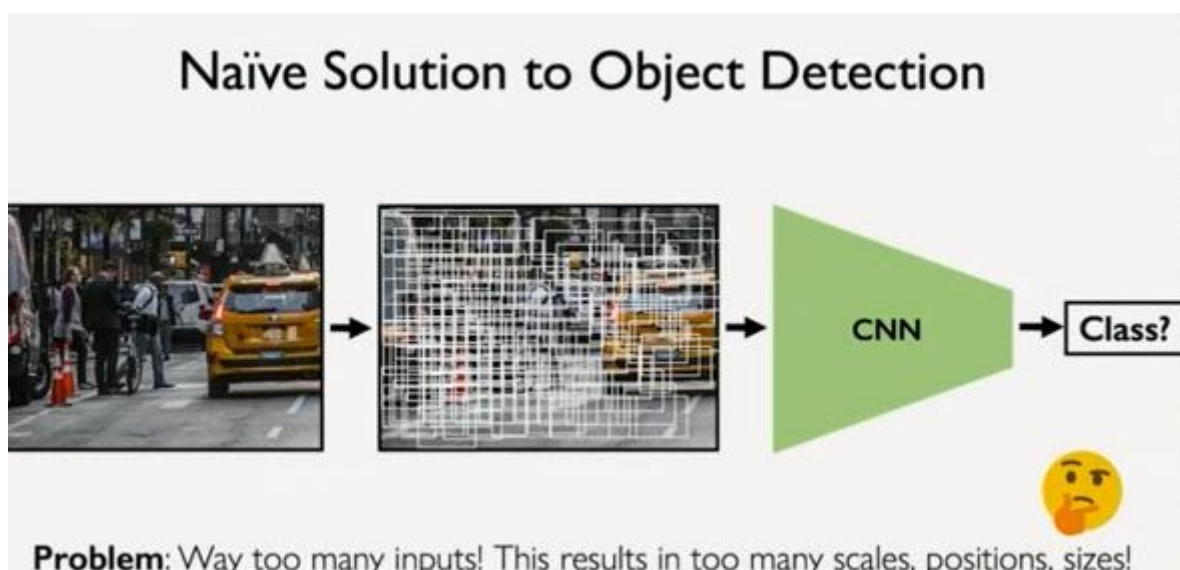 Naïve Solution to Object Detection
CNN
Class?
Problem: Way too many inputs! This results in too many scales, positions, sizes!